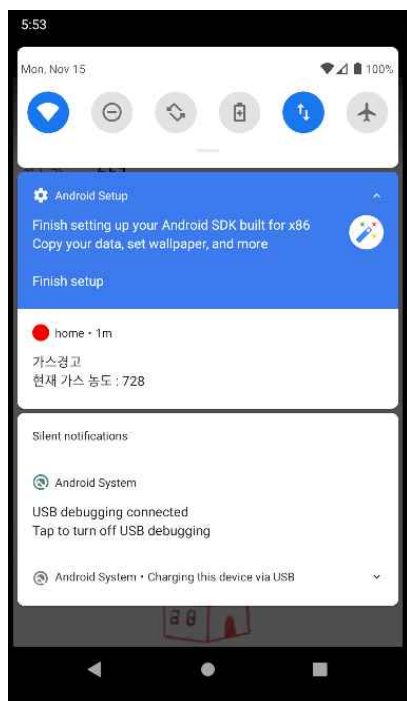 5:53
Mon, Nov 15
100%
Android Setup
Finish setting up your Android SDK built for x86
Copy your data, set wallpaper, and more
Finish setup
home • 1m
가스경고
현재 가스 농도 : 728
Silent notifications
Android System
USB debugging connected
Tap to turn off USB debugging
Android System • Charging this device via USB